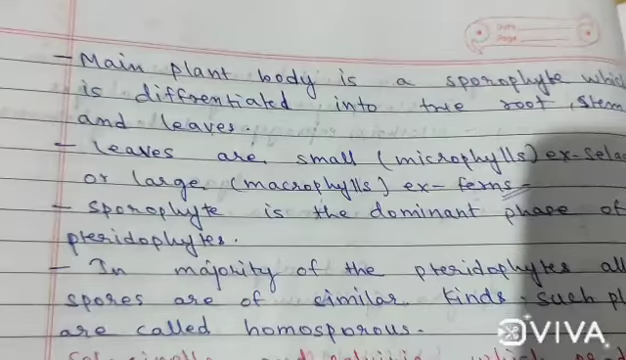 - Main plant body is a sporophyte which
is differentiated into true root, stem
and leaves.
- leaves are small (microphylls) ex-selag
or large (macrophylls) ex- ferns-
- sporophyte is the dominant phase of
pteridophytes.
- In majority of the pteridophytes all
spores are of similar kinds. such pl
are called homosporous.
VIVA